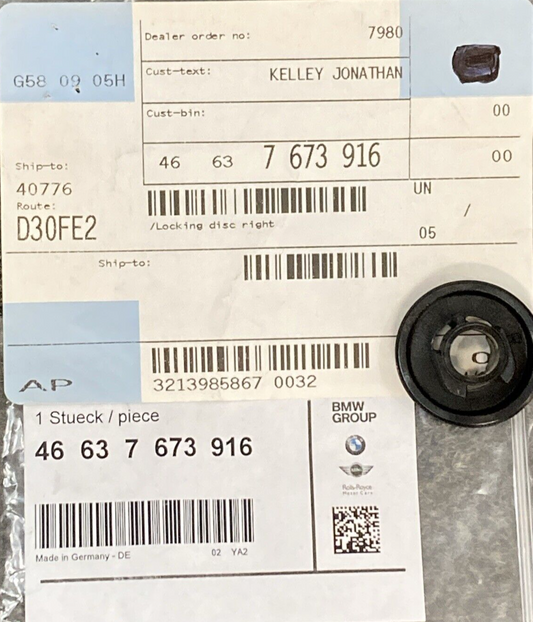 Dealer order no: 7980
G58 09 05H
Cust-text: KELLEY JONATHAN
Cust-bin: 00
46 63 7 673 916 00
Ship-to:
40776
UN
Route:
D30FE2
/Locking disc right
/
05
Ship-to:
AP
3213985867 0032
1 Stueck / piece
46 63 7 673 916
BMW
GROUP
Rolls-Royce
Motor Cars
Made in Germany - DE 02 YA2